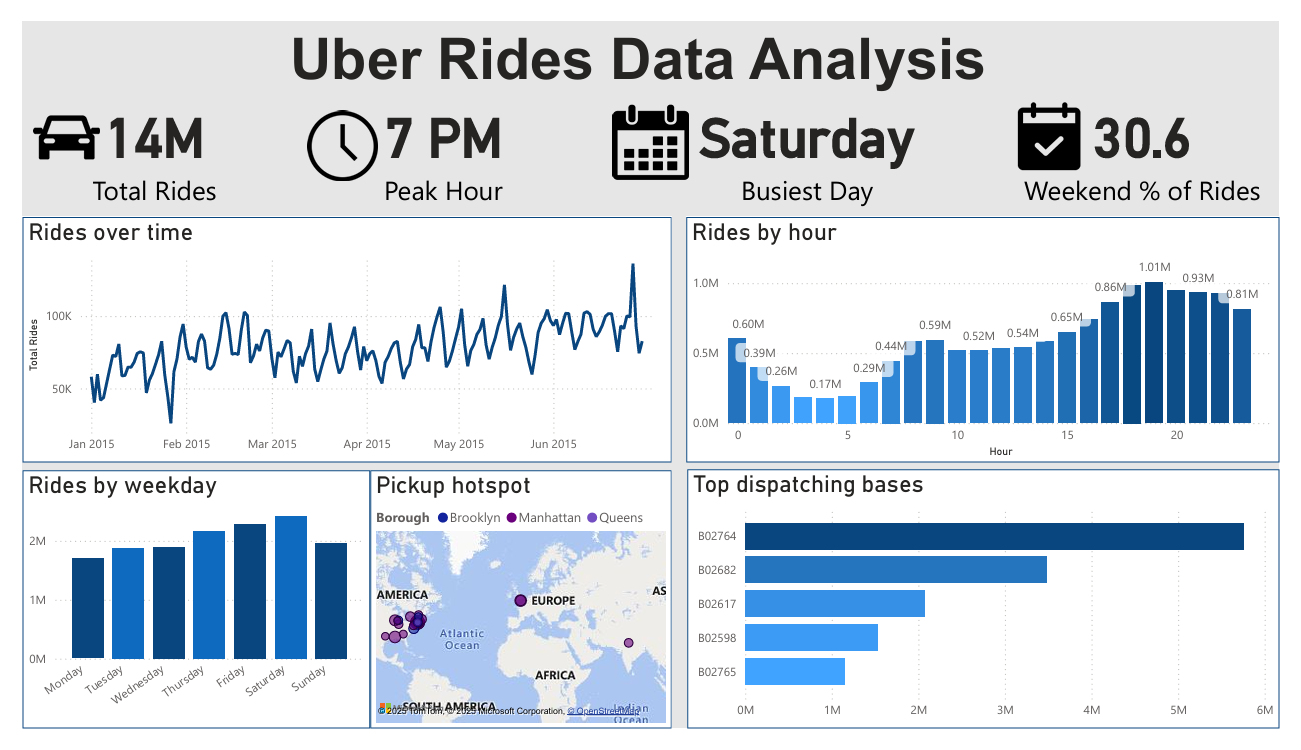 Uber Rides Data Analysis
14M
Total Rides
7 PM
Peak Hour
Saturday
Busiest Day
30.6
Weekend % of Rides
Rides over time
Total Rides
100K
50K
Jan 2015 Feb 2015 Mar 2015 Apr 2015 May 2015 Jun 2015
Rides by hour
1.0M
0.5M
0.0M
0.60M 0.39M 0.26M 0.17M 0.29M 0.44M 0.59M 0.52M 0.54M 0.65M 0.86M 1.01M 0.93M 0.81M
0 5 10 15 20
Hour
Rides by weekday
2M
1M
0M
Monday Tuesday Wednesday Thursday Friday Saturday Sunday
Pickup hotspot
Borough Brooklyn Manhattan Queens
AMERICA
EUROPE
AS
Atlantic
Ocean
AFRICA
SOUTH AMERICA
Indian
Ocean
© 2025 TomTom, © 2025 Microsoft Corporation, © OpenStreetMap
Top dispatching bases
B02764
B02682
B02617
B02598
B02765
0M 1M 2M 3M 4M 5M 6M